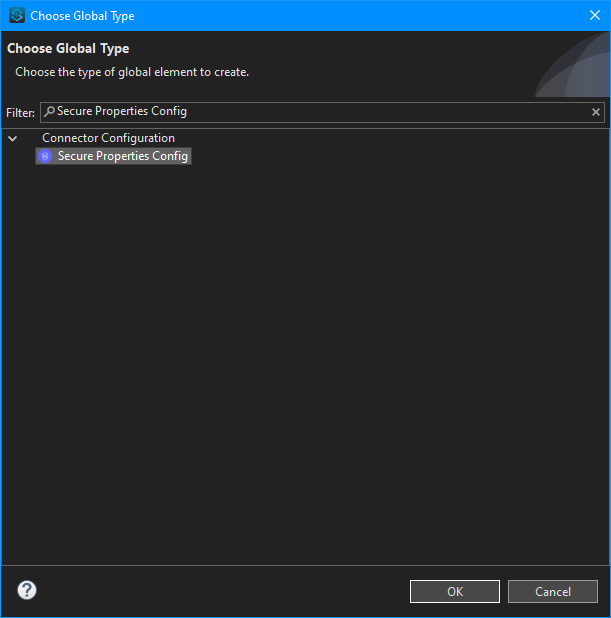 Choose Global Type
Choose Global Type
Choose the type of global element to create.
Filter: Secure Properties Config
Connector Configuration
Secure Properties Config
?
OK Cancel